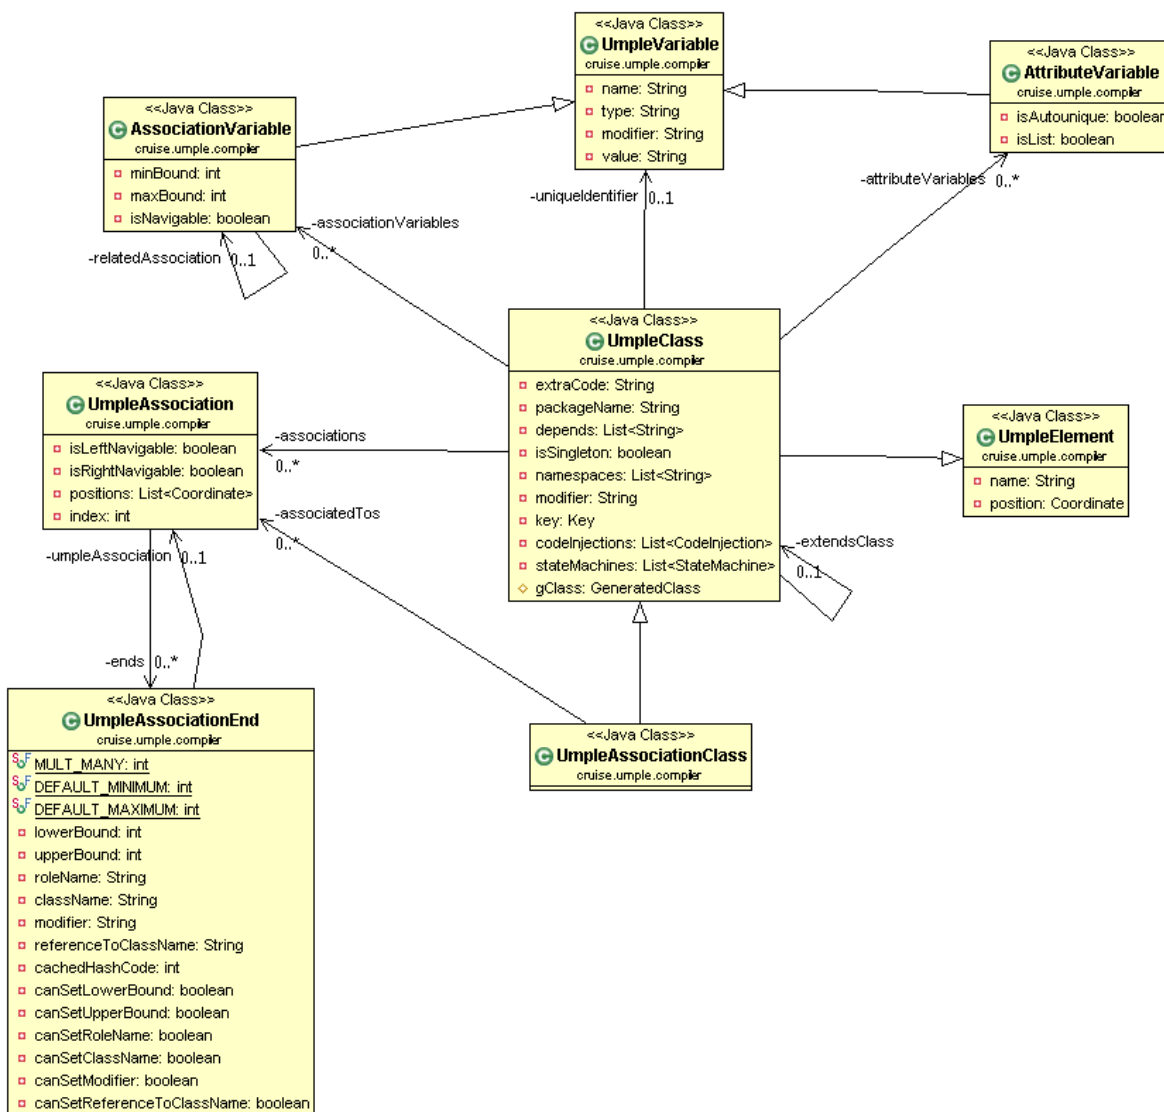 <<Java Class>>
UmpleVariable
cruise.umple.compiler
name: String
type: String
modifier: String
value: String
<<Java Class>>
AttributeVariable
cruise.umple.compiler
isAutounique: boolean
isList: boolean
<<Java Class>>
AssociationVariable
cruise.umple.compiler
minBound: int
maxBound: int
isNavigable: boolean
-uniqueIdentifier
0..1
-attributeVariables
0..*
-associationVariables
0..*
-relatedAssociation
0..1
<<Java Class>>
UmpleClass
cruise.umple.compiler
extraCode: String
packageName: String
depends: List<String>
isSingleton: boolean
namespaces: List<String>
modifier: String
key: Key
codeInjections: List<CodeInjection>
stateMachines: List<StateMachine>
gClass: GeneratedClass
<<Java Class>>
UmpleAssociation
cruise.umple.compiler
isLeftNavigable: boolean
isRightNavigable: boolean
positions: List<Coordinate>
index: int
-associations
0..*
-associatedTos
0..*
<<Java Class>>
UmpleElement
cruise.umple.compiler
name: String
position: Coordinate
-extendsClass
0..1
-umpleAssociation
0..1
-ends
0..*
<<Java Class>>
UmpleAssociationEnd
cruise.umple.compiler
MULT_MANY: int
DEFAULT_MINIMUM: int
DEFAULT_MAXIMUM: int
lowerBound: int
upperBound: int
roleName: String
className: String
modifier: String
referenceToClassName: String
cachedHashCode: int
canSetLowerBound: boolean
canSetUpperBound: boolean
canSetRoleName: boolean
canSetClassName: boolean
canSetModifier: boolean
canSetReferenceToClassName: boolean
<<Java Class>>
UmpleAssociationClass
cruise.umple.compiler